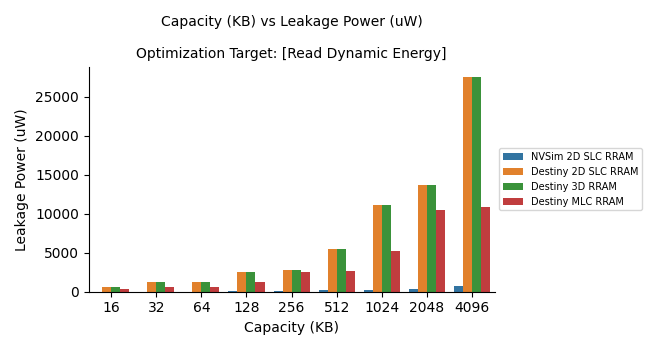 Capacity (KB) vs Leakage Power (uW)
Optimization Target: [Read Dynamic Energy]
Leakage Power (uW)
25000
20000
15000
10000
5000
0
16 32 64 128 256 512 1024 2048 4096
Capacity (KB)
NVSim 2D SLC RRAM
Destiny 2D SLC RRAM
Destiny 3D RRAM
Destiny MLC RRAM